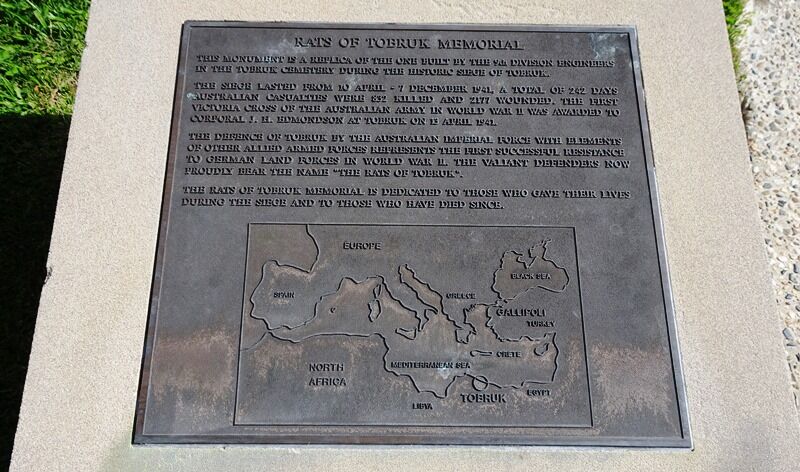 RATS OF TOBRUK MEMORIAL
THIS MONUMENT IS A REPLICA OF THE ONE BUILT BY THE 9th DIVISION ENGINEERS
IN THE TOBRUK CEMETERY DURING THE HISTORIC SIEGE OF TOBRUK.
THE SIEGE LASTED FROM 10 APRIL - 7 DECEMBER 1941, A TOTAL OF 242 DAYS
AUSTRALIAN CASUALTIES WERE 832 KILLED AND 2177 WOUNDED. THE FIRST
VICTORIA CROSS OF THE AUSTRALIAN ARMY IN WORLD WAR II WAS AWARDED TO
CORPORAL J. H. EDMONDSON AT TOBRUK ON 13 APRIL 1941.
THE DEFENCE OF TOBRUK BY THE AUSTRALIAN IMPERIAL FORCE WITH ELEMENTS
OF OTHER ALLIED ARMED FORCES REPRESENTS THE FIRST SUCCESSFUL RESISTANCE
TO GERMAN LAND FORCES IN WORLD WAR II. THE VALIANT DEFENDERS NOW
PROUDLY BEAR THE NAME "THE RATS OF TOBRUK".
THE RATS OF TOBRUK MEMORIAL IS DEDICATED TO THOSE WHO GAVE THEIR LIVES
DURING THE SIEGE AND TO THOSE WHO HAVE DIED SINCE.
EUROPE
BLACK SEA
SPAIN
GREECE
GALLIPOLI
TURKEY
CRETE
MEDITERRANEAN SEA
NORTH
AFRICA
EGYPT
TOBRUK
LIBYA